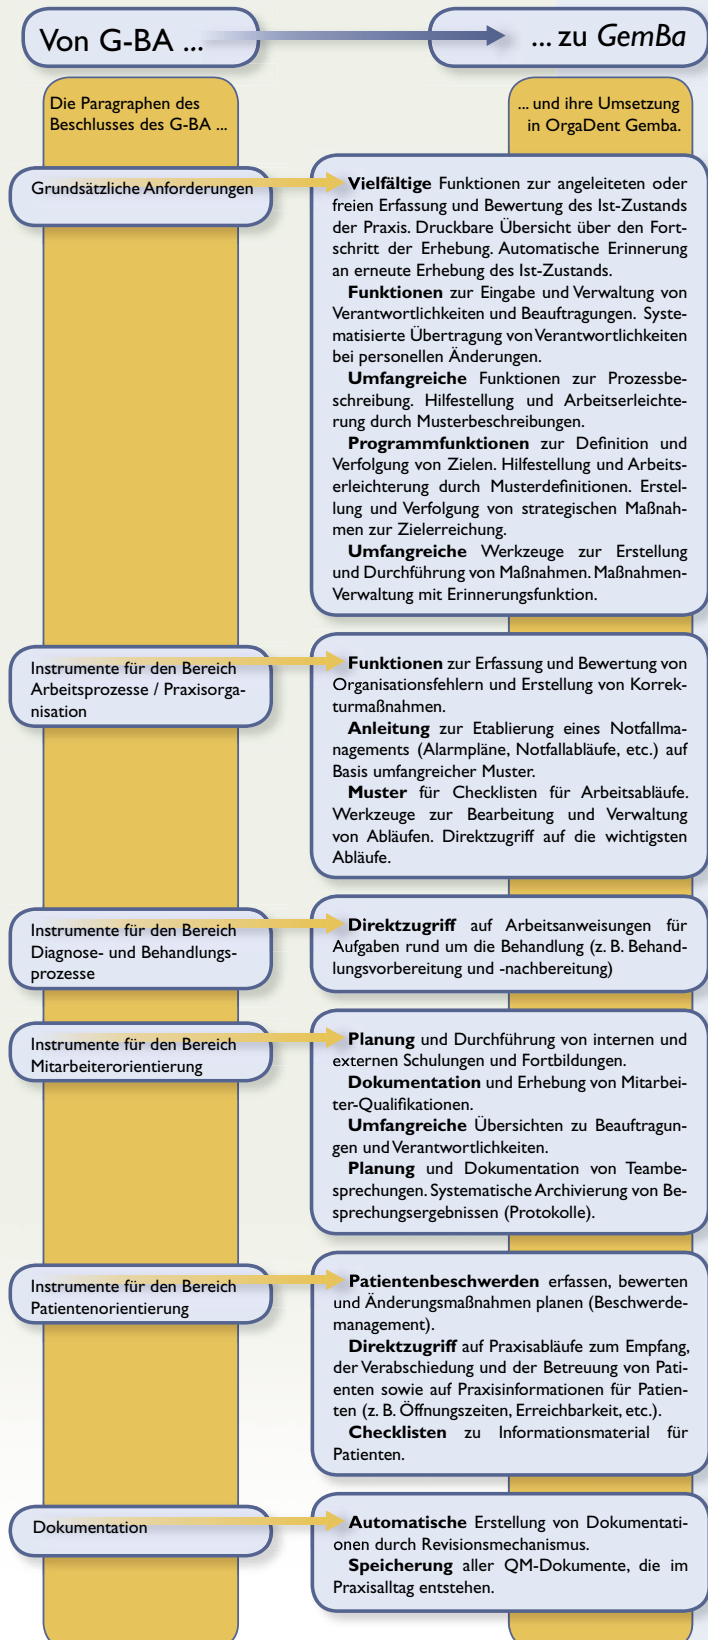 Von G-BA ...
... zu GemBa
Die Paragraphen des
Beschlusses des G-BA ...
... und ihre Umsetzung
in OrgaDent Gemba.
Grundsätzliche Anforderungen
Vielfältige Funktionen zur angeleiteten oder
freien Erfassung und Bewertung des Ist-Zustands
der Praxis. Druckbare Übersicht über den Fort-
schritt der Erhebung. Automatische Erinnerung
an erneute Erhebung des Ist-Zustands.
Funktionen zur Eingabe und Verwaltung von
Verantwortlichkeiten und Beauftragungen. Syste-
matisierte Übertragung von Verantwortlichkeiten
bei personellen Änderungen.
Umfangreiche Funktionen zur Prozessbe-
schreibung. Hilfestellung und Arbeitserleichte-
rung durch Musterbeschreibungen.
Programmfunktionen zur Definition und
Verfolgung von Zielen. Hilfestellung und Arbeits-
erleichterung durch Musterdefinitionen. Erstel-
lung und Verfolgung von strategischen Maßnah-
men zur Zielerreichung.
Umfangreiche Werkzeuge zur Erstellung
und Durchführung von Maßnahmen. Maßnahmen-
Verwaltung mit Erinnerungsfunktion.
Instrumente für den Bereich
Arbeitsprozesse / Praxisorga-
nisation
Funktionen zur Erfassung und Bewertung von
Organisationsfehlern und Erstellung von Korrek-
turmaßnahmen.
Anleitung zur Etablierung eines Notfallma-
nagements (Alarmpläne, Notfallabläufe, etc.) auf
Basis umfangreicher Muster.
Muster für Checklisten für Arbeitsabläufe.
Werkzeuge zur Bearbeitung und Verwaltung
von Abläufen. Direktzugriff auf die wichtigsten
Abläufe.
Instrumente für den Bereich
Diagnose- und Behandlungs-
prozesse
Direktzugriff auf Arbeitsanweisungen für
Aufgaben rund um die Behandlung (z. B. Behand-
lungsvorbereitung und -nachbereitung)
Instrumente für den Bereich
Mitarbeiterorientierung
Planung und Durchführung von internen und
externen Schulungen und Fortbildungen.
Dokumentation und Erhebung von Mitarbei-
ter-Qualifikationen.
Umfangreiche Übersichten zu Beauftragun-
gen und Verantwortlichkeiten.
Planung und Dokumentation von Teambe-
sprechungen. Systematische Archivierung von Be-
sprechungsergebnissen (Protokolle).
Instrumente für den Bereich
Patientenorientierung
Patientenbeschwerden erfassen, bewerten
und Änderungsmaßnahmen planen (Beschwerde-
management).
Direktzugriff auf Praxisabläufe zum Empfang,
der Verabschiedung und der Betreuung von Pati-
enten sowie auf Praxisinformationen für Patien-
ten (z. B. Öffnungszeiten, Erreichbarkeit, etc.).
Checklisten zu Informationsmaterial für
Patienten.
Dokumentation
Automatische Erstellung von Dokumentati-
onen durch Revisionsmechanismus.
Speicherung aller QM-Dokumente, die im
Praxisalltag entstehen.